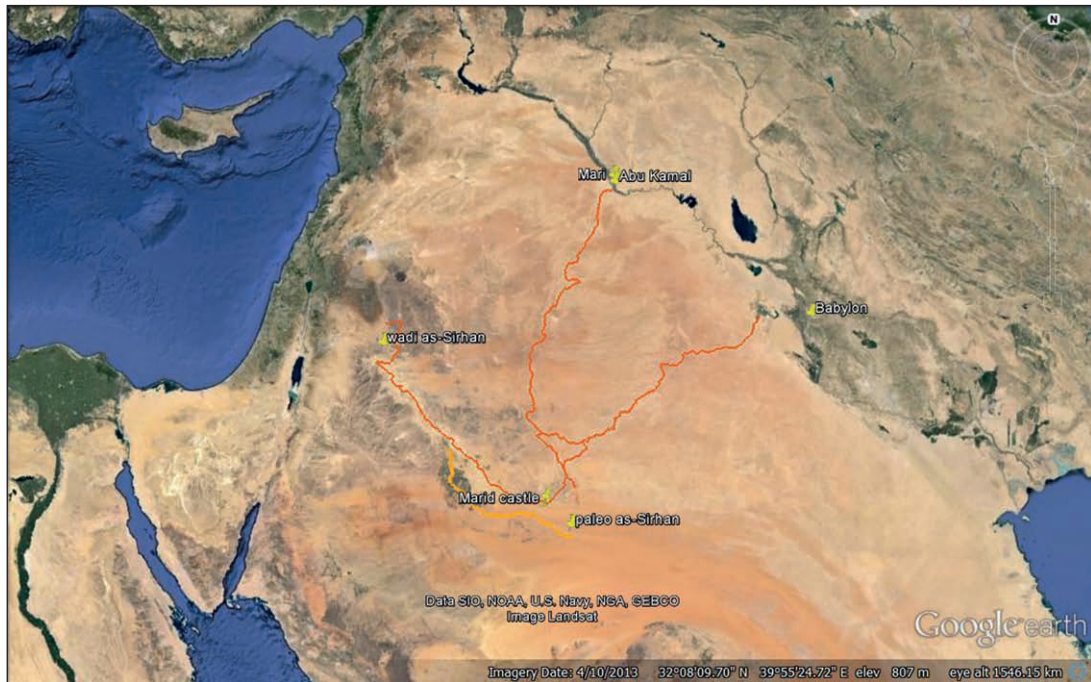 N
Mari
Abu Kamal
wadi as-Sirhan
Babylon
Marid castle
paleo as-Sirhan
Data SIO, NOAA, U.S. Navy, NGA, GEBCO
Image Landsat
Google earth
Imagery Date: 4/10/2013 32°08'09.70" N 39°55'24.72" E elev 807 m eye alt 1546.15 km